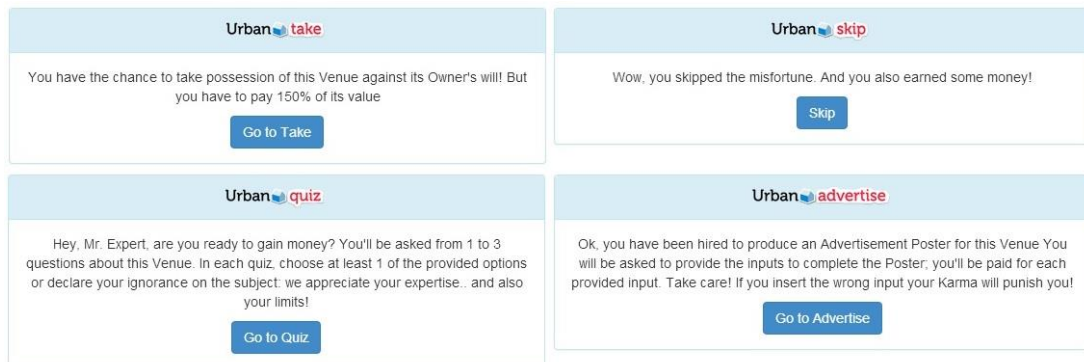 Urban take
You have the chance to take possession of this Venue against its Owner's will! But
you have to pay 150% of its value
Go to Take
Urban skip
Wow, you skipped the misfortune. And you also earned some money!
Skip
Urban quiz
Hey, Mr. Expert, are you ready to gain money? You'll be asked from 1 to 3
questions about this Venue. In each quiz, choose at least 1 of the provided options
or declare your ignorance on the subject: we appreciate your expertise.. and also
your limits!
Go to Quiz
Urban advertise
Ok, you have been hired to produce an Advertisement Poster for this Venue You
will be asked to provide the inputs to complete the Poster; you'll be paid for each
provided input. Take care! If you insert the wrong input your Karma will punish you!
Go to Advertise